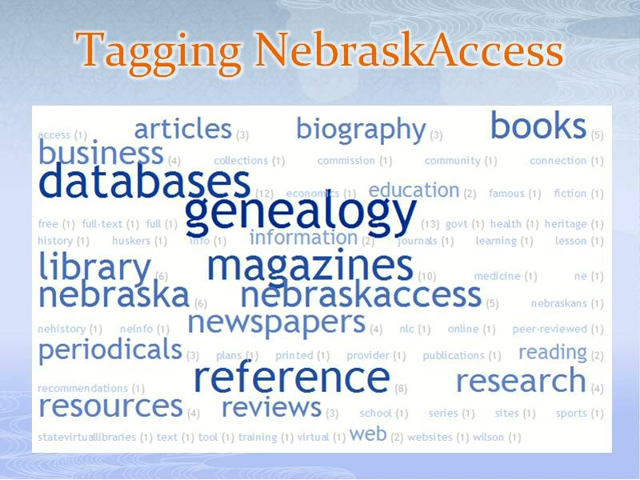 Tagging NebraskAccess
access (1) articles (3) biography (3) books (5)
business (4) collections (1) commission (1) community (1) connection (1)
databases (12) economics (1) education (2) famous (1) fiction (1)
free (1) full-text (1) full (1) genealogy (13) govt (1) health (1) heritage (1)
history (1) huskers (1) info (1) information (2) journals (1) learning (1) lesson (1)
library (6) magazines (10) medicine (1) ne (1)
nebraska (6) nebraskaccess (5) nebraskans (1)
nehistory (1) neinfo (1) newspapers (4) nlc (1) online (1) peer-reviewed (1)
periodicals (3) plans (1) printed (1) provider (1) publications (1) reading (2)
recommendations (1) reference (8) research (4)
resources (4) reviews (3) school (1) series (1) sites (1) sports (1)
statevirtuallibraries (1) text (1) tool (1) training (1) virtual (1) web (2) websites (1) wilson (1)